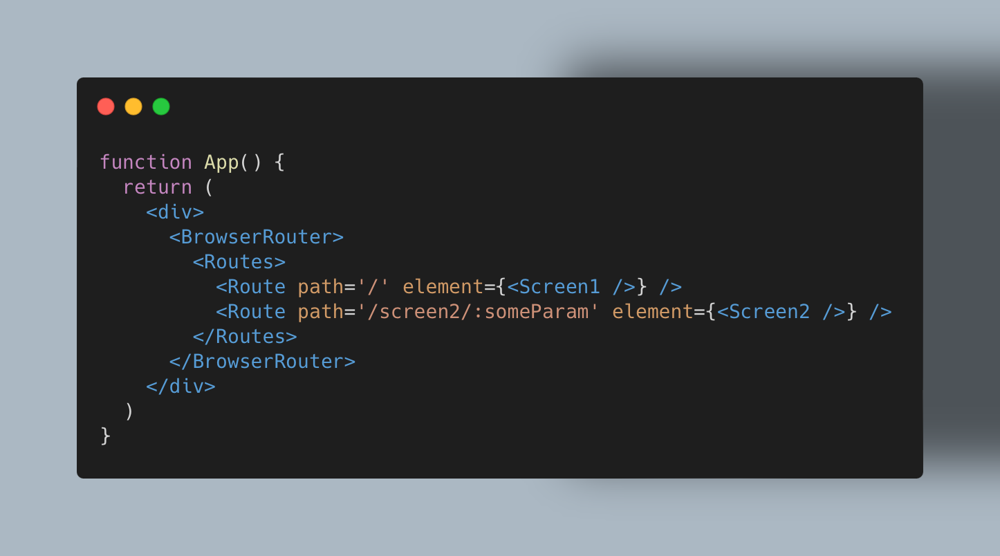 function App() {
  return (
    <div>
      <BrowserRouter>
        <Routes>
          <Route path='/' element={<Screen1 />} />
          <Route path='/screen2/:someParam' element={<Screen2 />} />
        </Routes>
      </BrowserRouter>
    </div>
  )
}